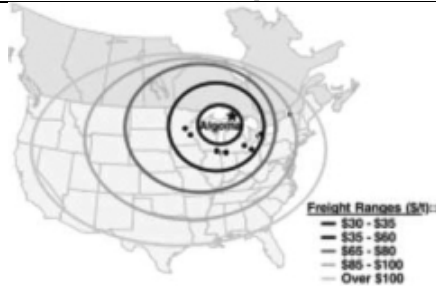 Algoma
Freight Ranges ($/t):
$30 - $35
$35 - $60
$65 - $80
$85 - $100
Over $100